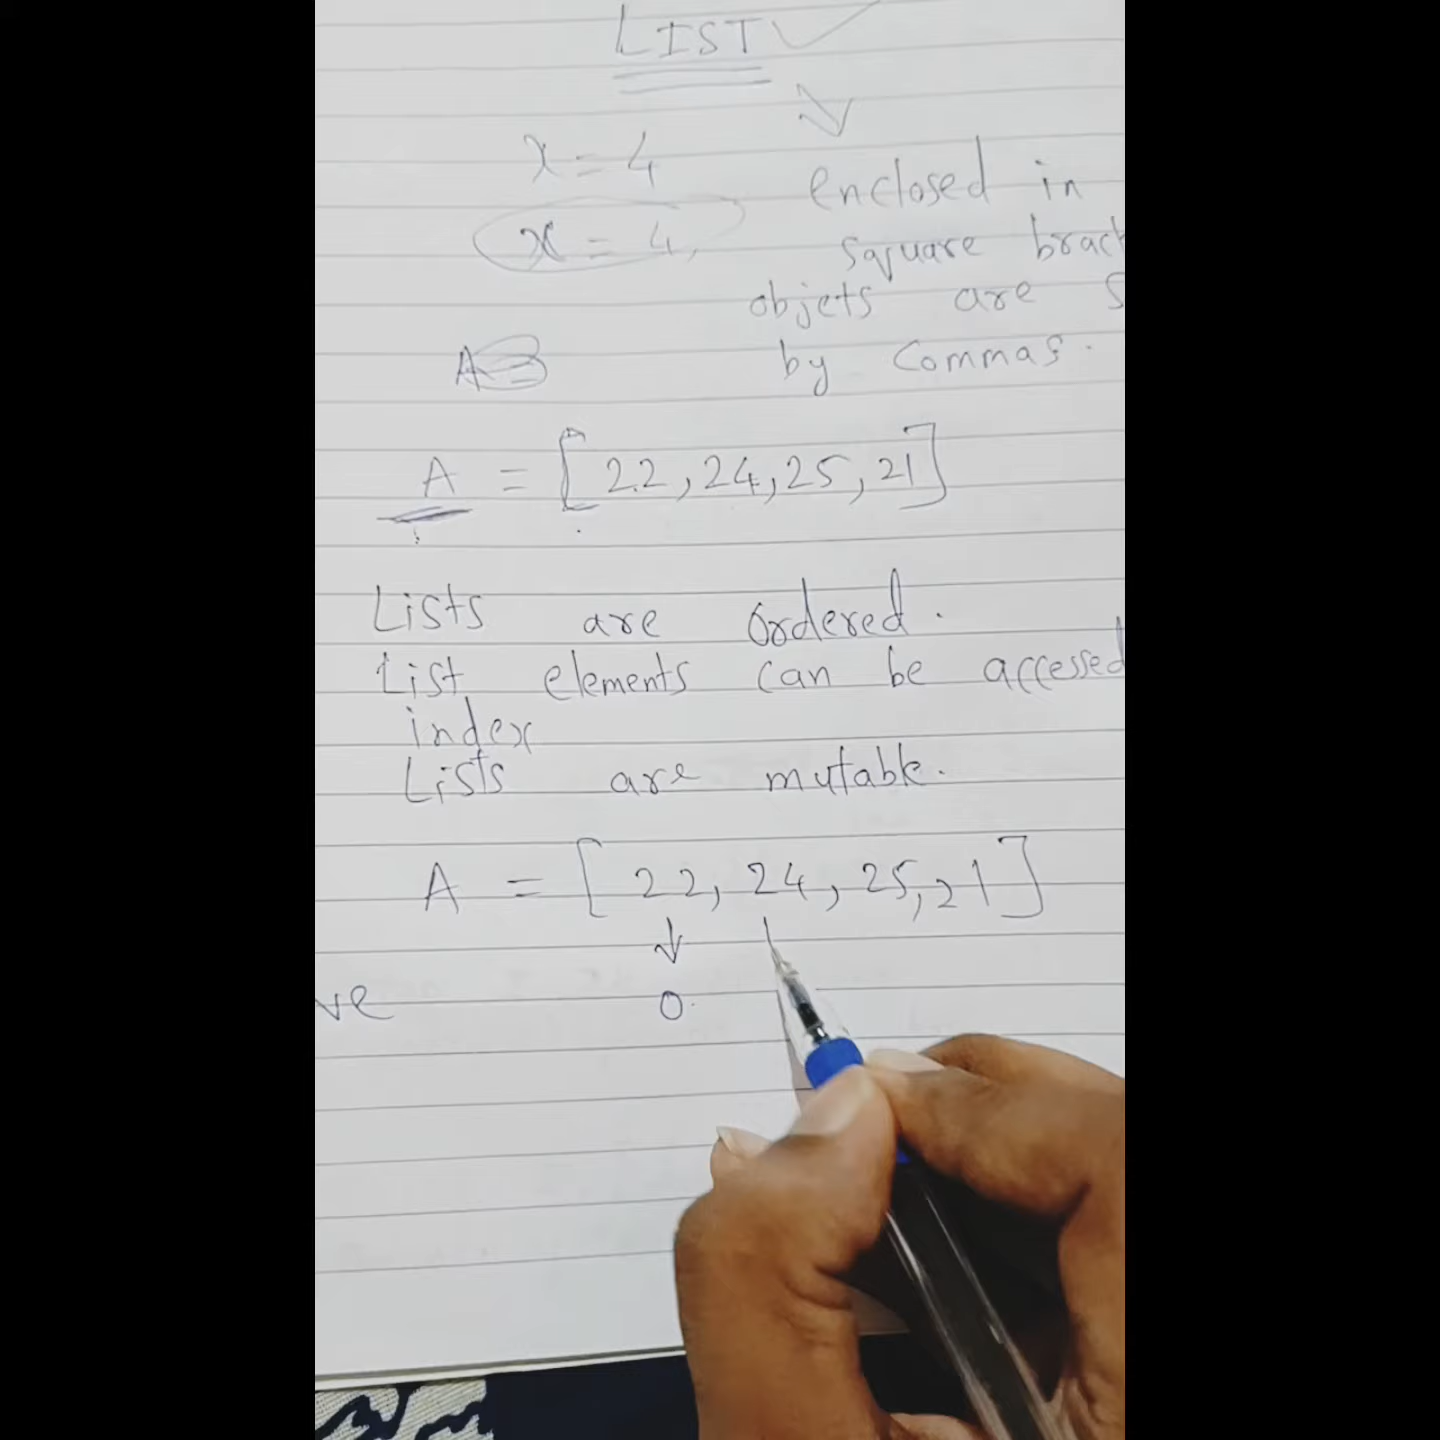 LIST
x = 4
enclosed in
x = 4,
square brack
objets are s
by Commas.
A =
A = [22, 24, 25, 21]
Lists are ordered.
List elements can be accessed
index
Lists are mutable.
A = [22, 24, 25, 21]
ve
0